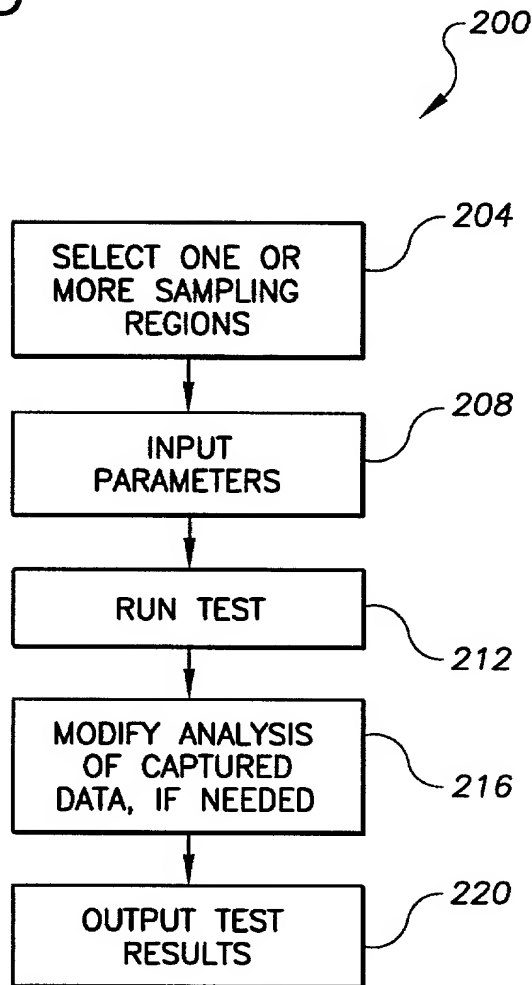 200
204
SELECT ONE OR
MORE SAMPLING
REGIONS
208
INPUT
PARAMETERS
RUN TEST
212
MODIFY ANALYSIS
OF CAPTURED
DATA, IF NEEDED
216
220
OUTPUT TEST
RESULTS